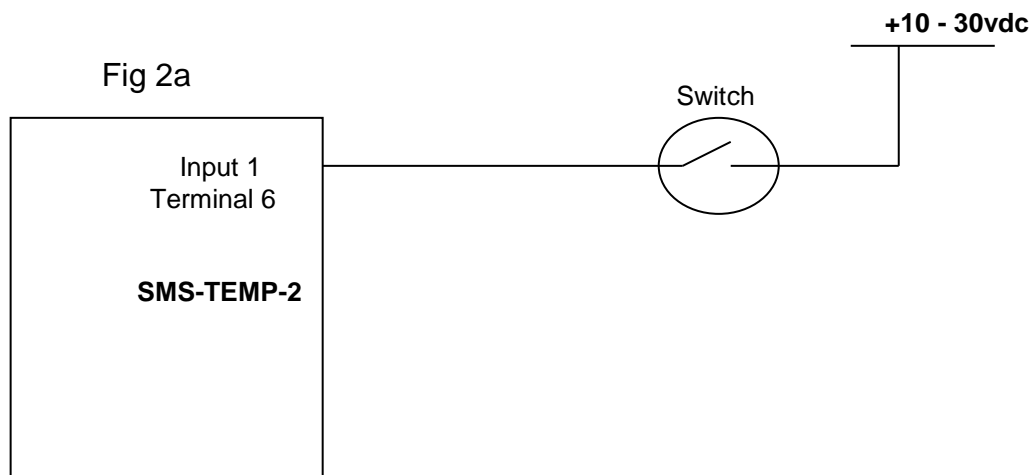 +10 - 30vdc
Fig 2a
Switch
Input 1
Terminal 6
SMS-TEMP-2